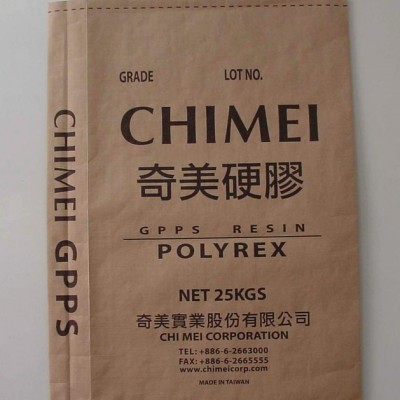 GRADE LOT NO.
CHIMEI
奇美硬膠
GPPS RESIN
POLYREX
NET 25KGS
奇美實業股份有限公司
CHI MEI CORPORATION
TEL: +886-6-2663000
FAX: +886-6-2665555
www.chimeicorp.com
MADE IN TAIWAN
CHIMEI GPPS